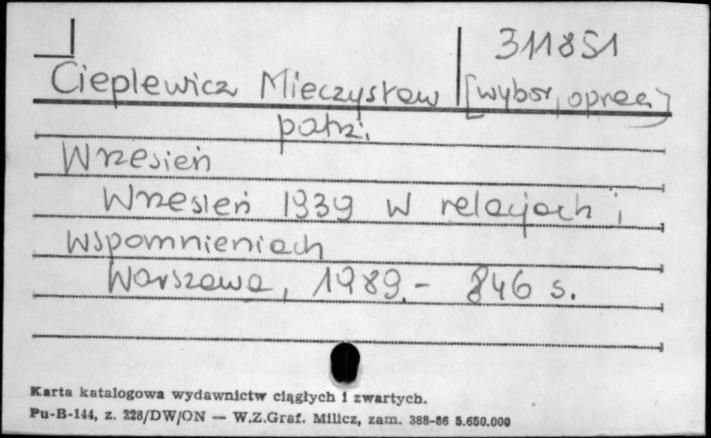 311851
Cieplewicz Mieczysław [wybór, oprac.]
patrz.
Wrzesień
Wrzesień 1939 w relacjach i
wspomnieniach
Warszawa, 1989.- 846 s.
Karta katalogowa wydawnictw ciągłych i zwartych.
Pu-B-144, z. 228/DW/ON — W.Z.Graf. Milicz, zam. 388-86 5.650.000